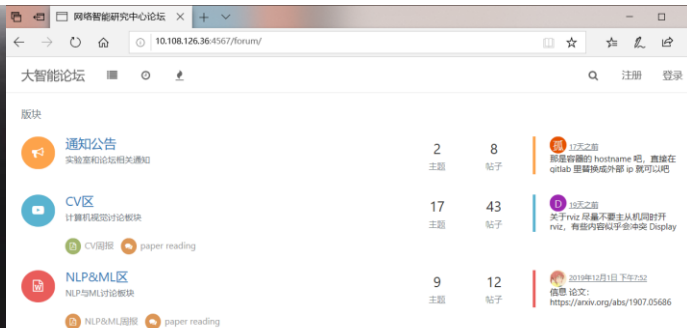 网络智能研究中心论坛
10.108.126.36:4567/forum/
大智能论坛
注册
登录
版块
通知公告
实验室和论坛相关通知
2
主题
8
帖子
孤
17天之前
那是容器的 hostname 吧，直接在
gitlab 里替换成外部 ip 就可以吧
CV区
计算机视觉讨论板块
CV周报
paper reading
17
主题
43
帖子
D
19天之前
关于rviz 尽量不要主从机同时开
rviz，有些内容似乎会冲突 Display
NLP&ML区
NLP与ML讨论板块
NLP&ML周报
paper reading
9
主题
12
帖子
2019年12月1日 下午7:52
信息 论文:
https://arxiv.org/abs/1907.05686